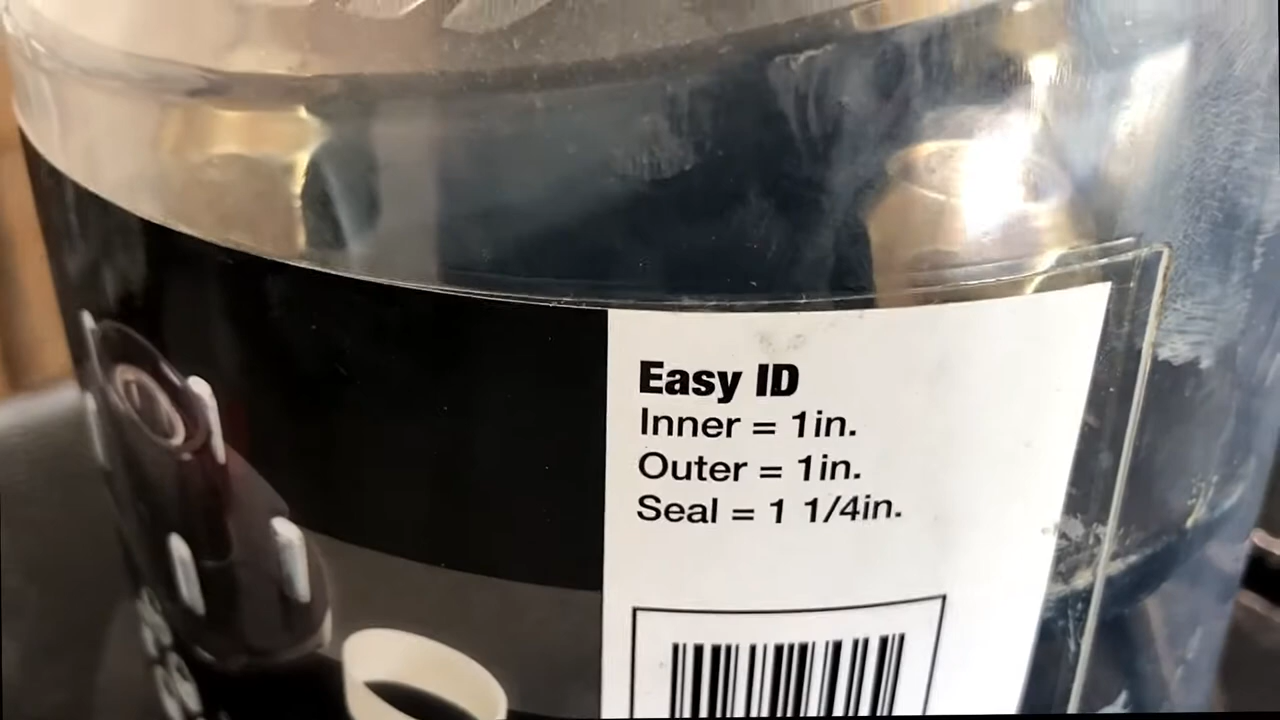 Easy ID
Inner = 1in.
Outer = 1in.
Seal = 1 1/4in.